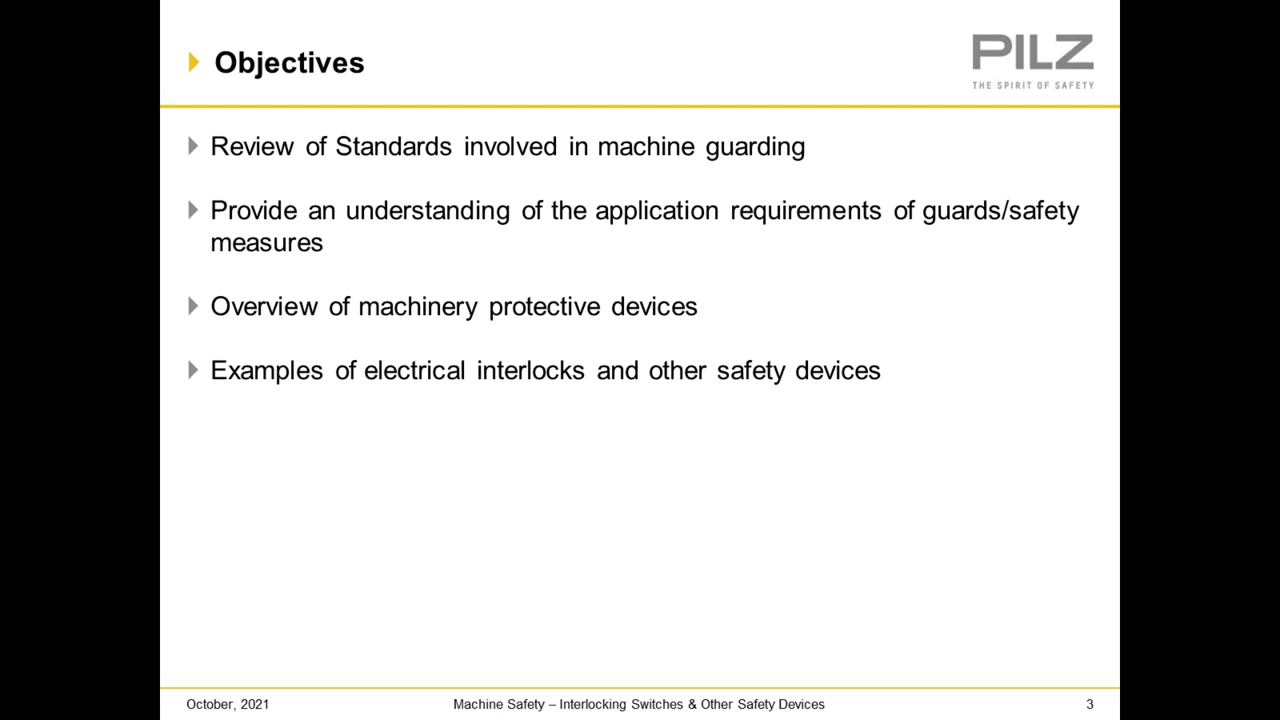 Objectives
PILZ
THE SPIRIT OF SAFETY
Review of Standards involved in machine guarding
Provide an understanding of the application requirements of guards/safety
measures
Overview of machinery protective devices
Examples of electrical interlocks and other safety devices
October, 2021
Machine Safety – Interlocking Switches & Other Safety Devices
3